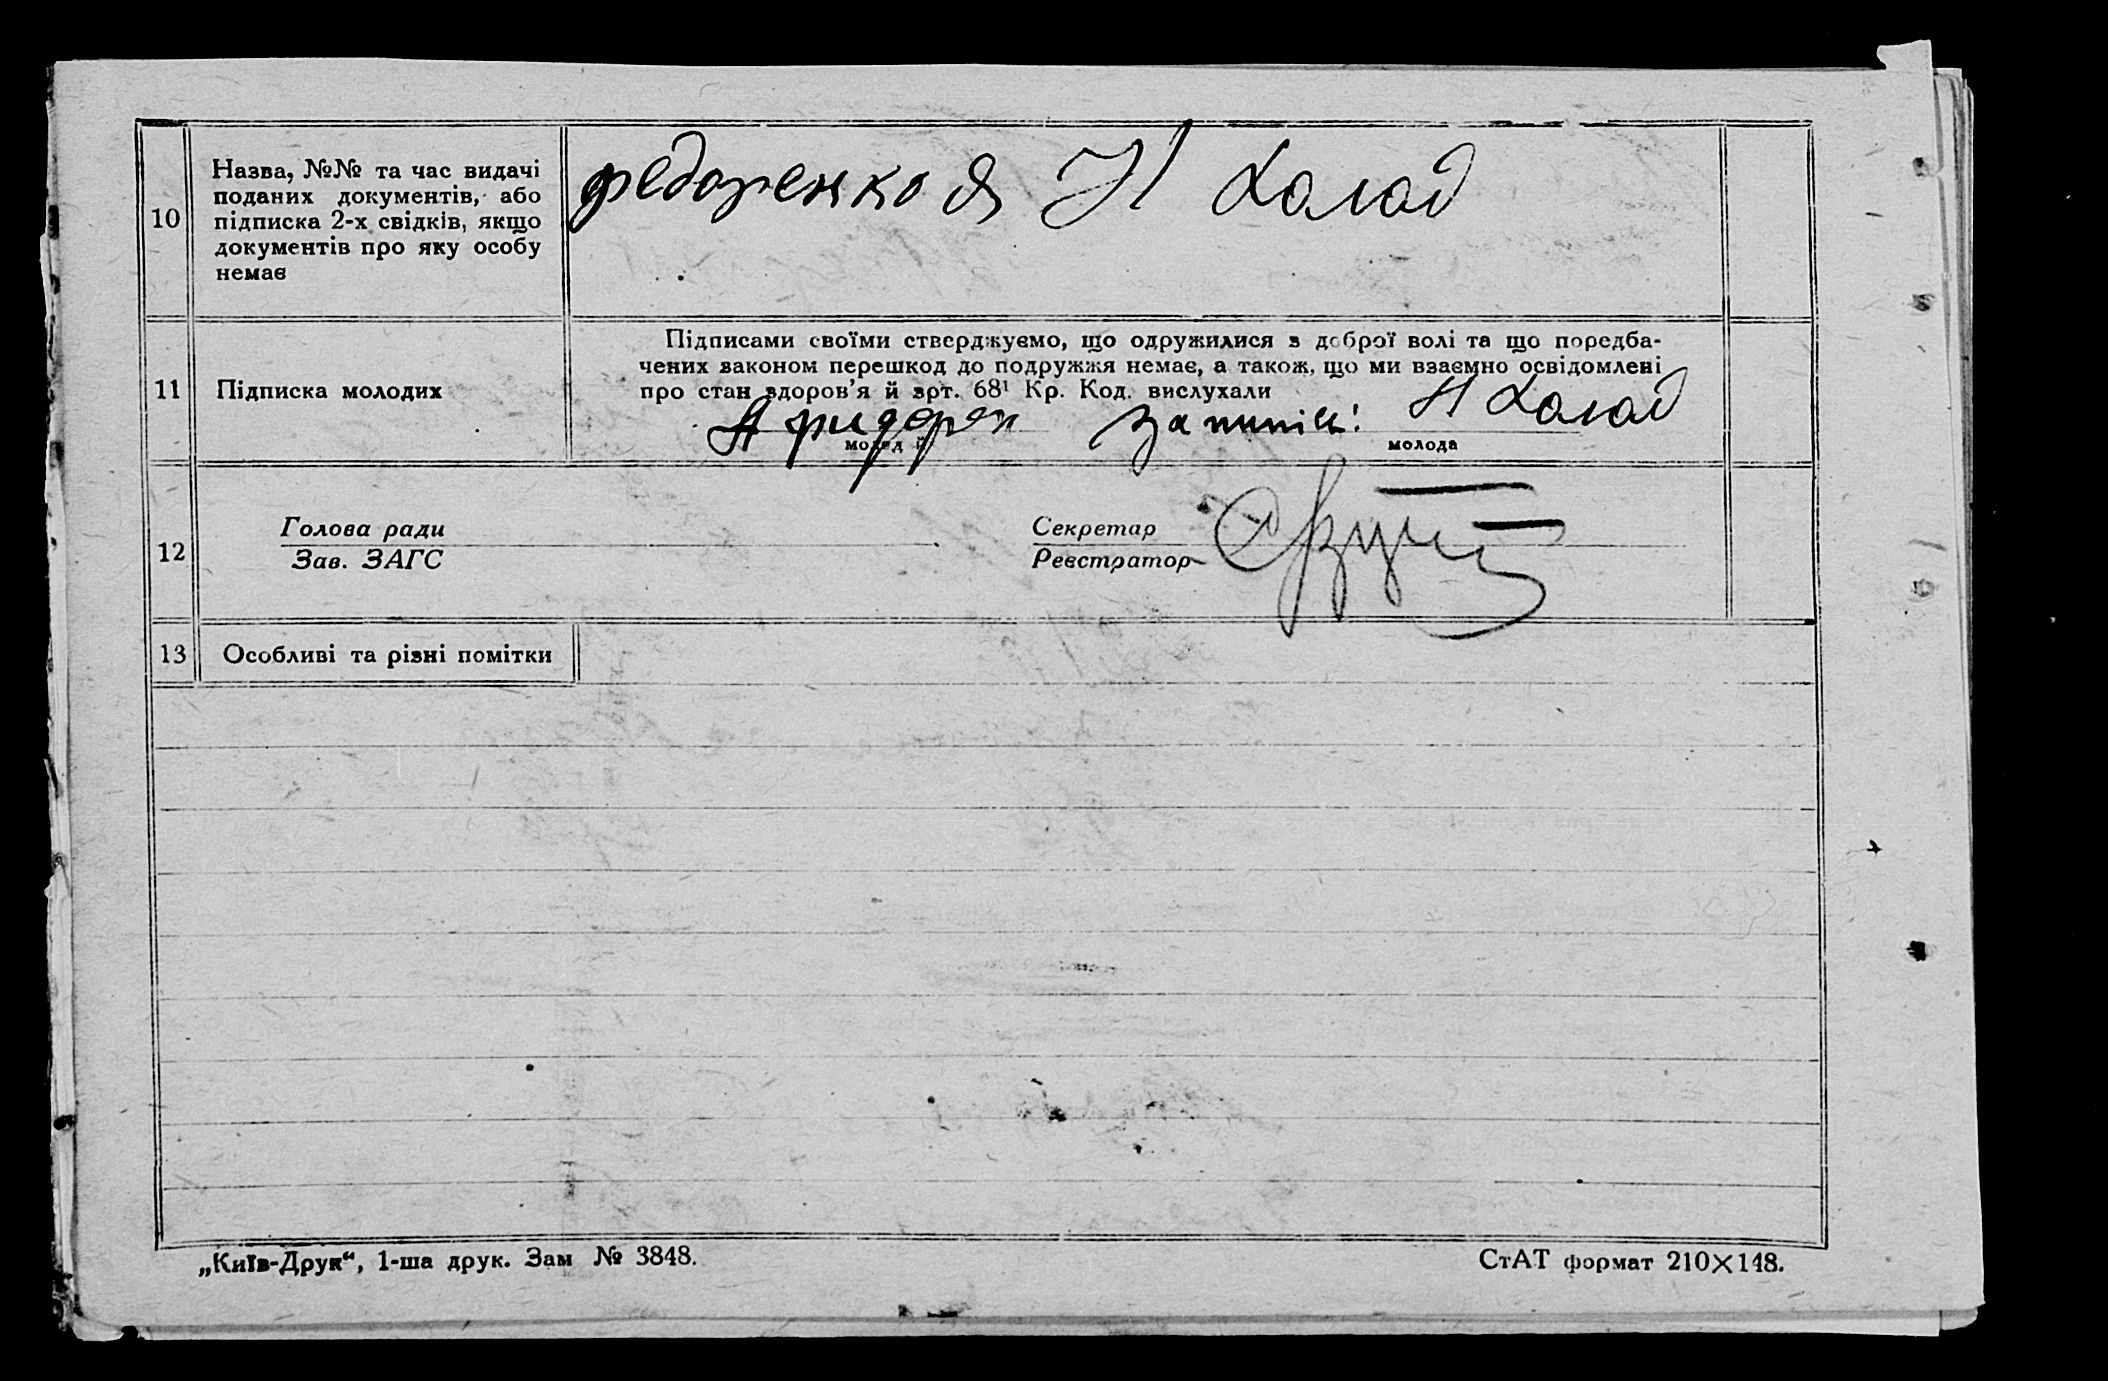 10
Назва, №№ та час видачі
поданих документів, або
підписка 2-х свідків, якщо
документів про яку особу
немає
федоренко Я Н Холод
11
Підписка молодих
Підписами своїми стверджуємо, що одружилися з доброї волі та що поредба-
чених законом перешкод до подружжя немає, а також, що ми взаємно освідомлені
про стан здоров'я й арт. 68¹ Кр. Код. вислухали
Н Холод
молодий
молода
12
Голова ради
Зав. ЗАГС
Секретар
Реєстратор
13
Особливі та різні помітки
„Київ-Друк“, 1-ша друк. Зам № 3848.
СтАТ формат 210×148.